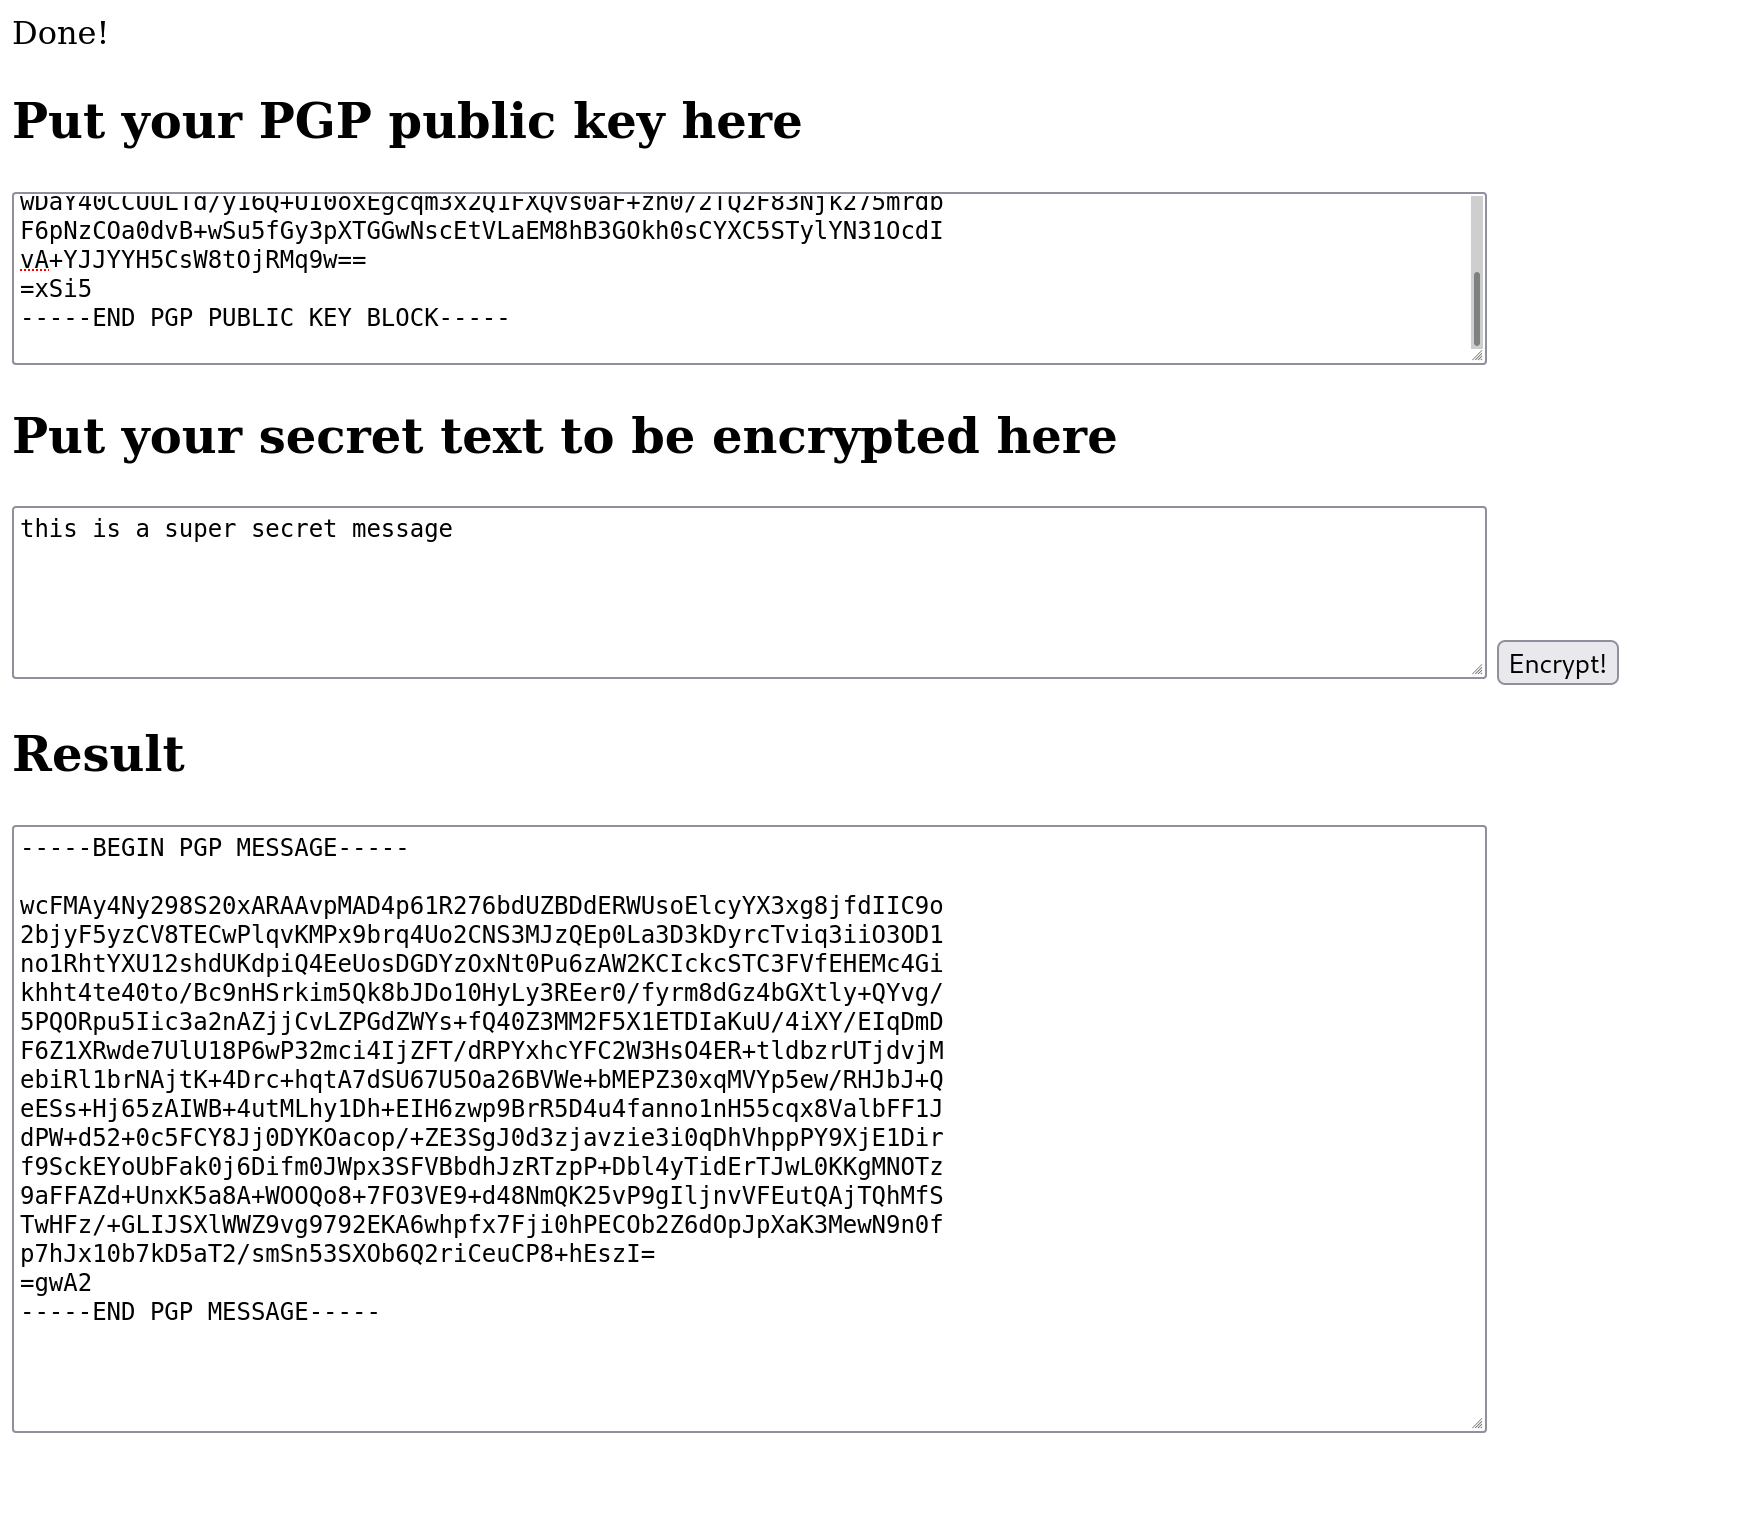 Done!
Put your PGP public key here
F6pNzCOa0dvB+wSu5fGy3pXTGGwNscEtVLaEM8hB3GOkh0sCYXC5STylYN31OcdI
vA+YJJYYH5CsW8tOjRMq9w==
=xSi5
-----END PGP PUBLIC KEY BLOCK-----
Put your secret text to be encrypted here
this is a super secret message
Encrypt!
Result
-----BEGIN PGP MESSAGE-----
wcFMAy4Ny298S20xARAAvpMAD4p61R276bdUZBDdERWUsoElcyYX3xg8jfdIIC9o
2bjyF5yzCV8TECwPlqvKMPx9brq4Uo2CNS3MJzQEp0La3D3kDyrcTviq3iiO3OD1
no1RhtYXU12shdUKdpiQ4EeUosDGDYzOxNt0Pu6zAW2KCIckcSTC3FVfEHEMc4Gi
khht4te40to/Bc9nHSrkim5Qk8bJDo10HyLy3REer0/fyrm8dGz4bGXtly+QYvg/
5PQORpu5Iic3a2nAZjjCvLZPGdZWYs+fQ40Z3MM2F5X1ETDIaKuU/4iXY/EIqDmD
F6Z1XRwde7UlU18P6wP32mci4IjZFT/dRPYxhcYFC2W3HsO4ER+tldbzrUTjdvjM
ebiRl1brNAjtK+4Drc+hqtA7dSU67U5Oa26BVWe+bMEPZ30xqMVYp5ew/RHJbJ+Q
eESs+Hj65zAIWB+4utMLhy1Dh+EIH6zwp9BrR5D4u4fanno1nH55cqx8ValbFF1J
dPW+d52+0c5FCY8Jj0DYKOacop/+ZE3SgJ0d3zjavzie3i0qDhVhppPY9XjE1Dir
f9SckEYoUbFak0j6Difm0JWpx3SFVBbdhJzRTzpP+Dbl4yTidErTJwL0KKgMNOTz
9aFFAZd+UnxK5a8A+WOOQo8+7FO3VE9+d48NmQK25vP9gIljnvVFEutQAjTQhMfS
TwHFz/+GLIJSXlWWZ9vg9792EKA6whpfx7Fji0hPECOb2Z6dOpJpXaK3MewN9n0f
p7hJx10b7kD5aT2/smSn53SXOb6Q2riCeuCP8+hEszI=
=gwA2
-----END PGP MESSAGE-----